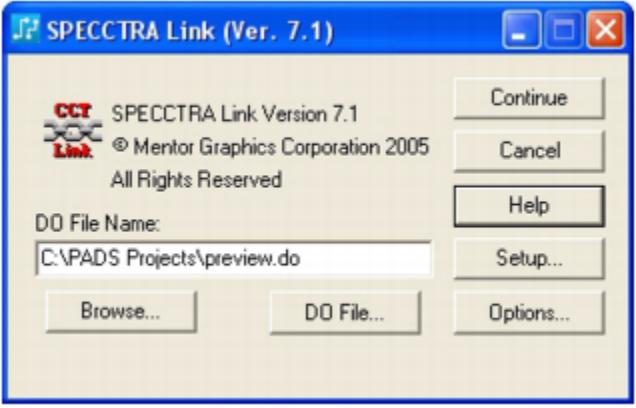 SPECCTRA Link (Ver. 7.1)
CCT
Link
SPECCTRA Link Version 7.1
© Mentor Graphics Corporation 2005
All Rights Reserved
DO File Name:
C:\PADS Projects\preview.do
Browse...
DO File...
Continue
Cancel
Help
Setup...
Options...